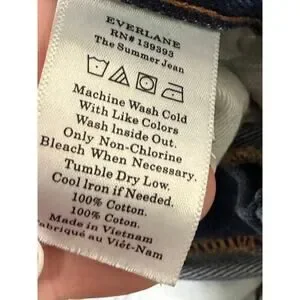 EVERLANE
RN# 139393
The Summer Jean
Machine Wash Cold
With Like Colors
Wash Inside Out.
Only Non-Chlorine
Bleach When Necessary.
Tumble Dry Low.
Cool Iron if Needed.
100% Cotton.
100% Coton.
Made in Vietnam
Fabriqué au Viêt-Nam